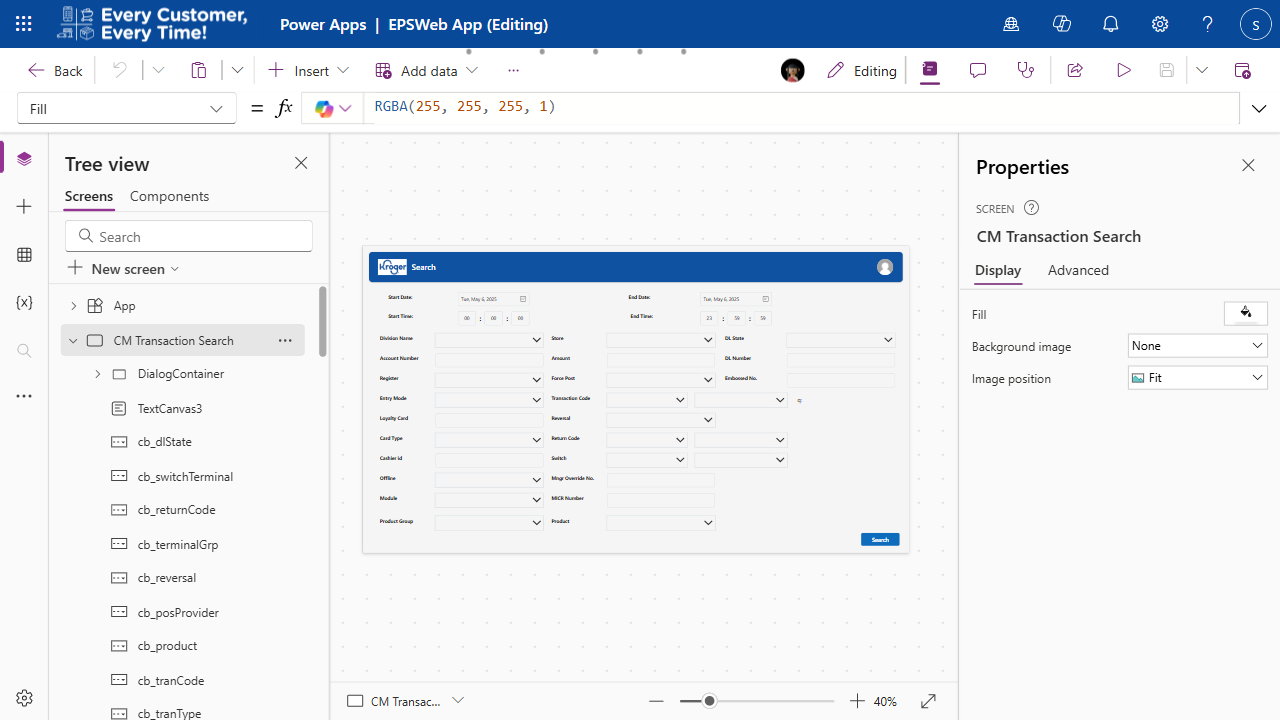 Every Customer,
Every Time!
Power Apps | EPSWeb App (Editing)
S
Back
Insert
Add data
Editing
Fill
= fx
RGBA(255, 255, 255, 1)
Tree view
Screens Components
Search
New screen
App
CM Transaction Search
DialogContainer
TextCanvas3
cb_dlState
cb_switchTerminal
cb_returnCode
cb_terminalGrp
cb_reversal
cb_posProvider
cb_product
cb_tranCode
cb_tranType
Kroger Search
Start Date: Tue, May 6, 2025 End Date: Tue, May 6, 2025
Start Time: 00 : 00 : 00 End Time: 23 : 59 : 59
Division Name Store DL State
Account Number Amount DL Number
Register Force Post Embossed No.
Entry Mode Transaction Code
Loyalty Card Reversal
Card Type Return Code
Cashier id Switch
Offline Mngr Override No.
Module MICR Number
Product Group Product
Search
CM Transac...
40%
Properties
SCREEN
CM Transaction Search
Display Advanced
Fill
Background image None
Image position Fit